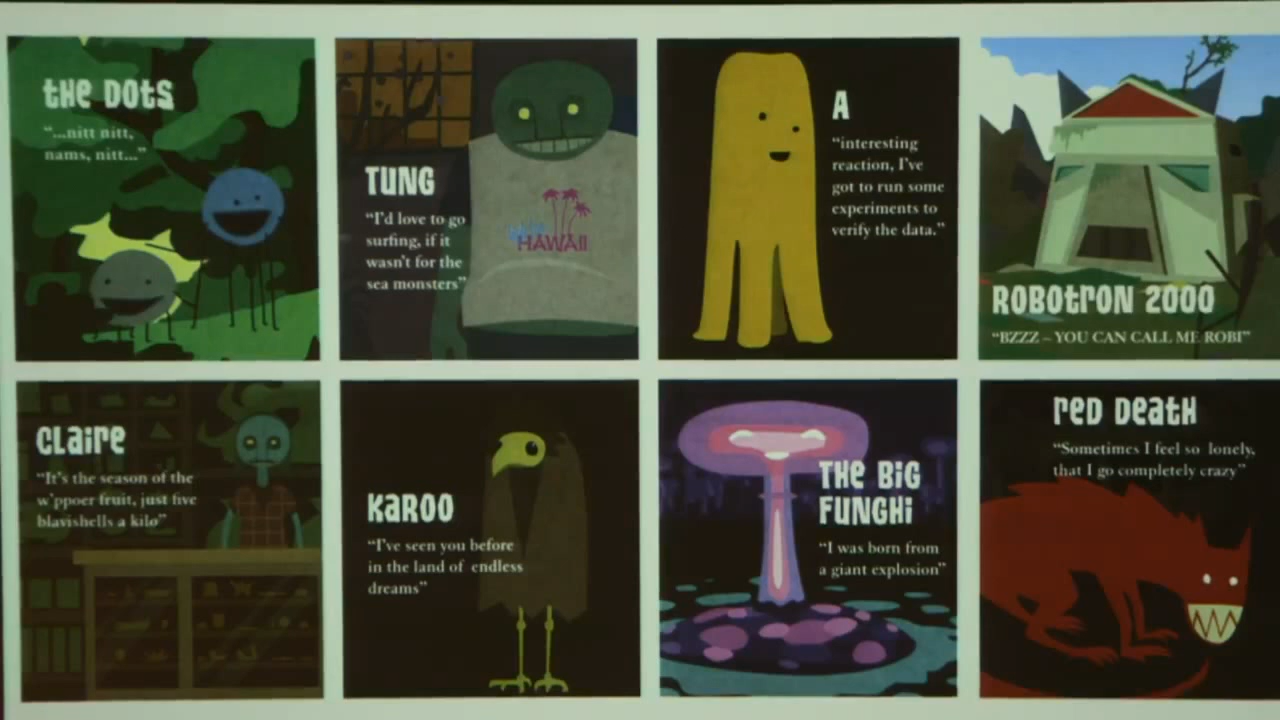 THE DOTS
“...nitt nitt,
nams, nitt...”
TUNG
“I’d love to go
surfing, if it
wasn’t for the
sea monsters”
HAWAII
A
“interesting
reaction, I’ve
got to run some
experiments to
verify the data.”
ROBOTRON 2000
“BZZZ – YOU CAN CALL ME ROBI”
CLAIRE
“It’s the season of the
w’ppoer fruit, just five
blavishells a kilo”
KAROO
“I’ve seen you before
in the land of endless
dreams”
THE BIG
FUNGHI
“I was born from
a giant explosion”
RED DEATH
“Sometimes I feel so lonely,
that I go completely crazy”